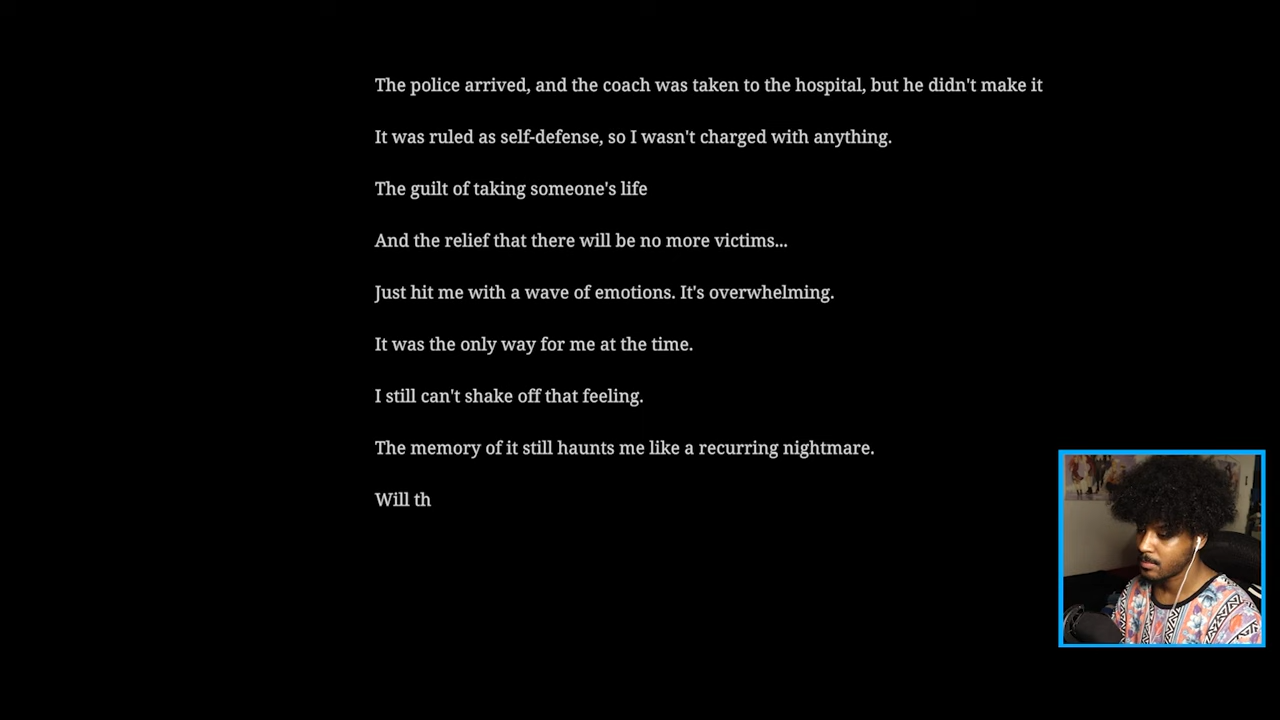 The police arrived, and the coach was taken to the hospital, but he didn't make it
It was ruled as self-defense, so I wasn't charged with anything.
The guilt of taking someone's life
And the relief that there will be no more victims...
Just hit me with a wave of emotions. It's overwhelming.
It was the only way for me at the time.
I still can't shake off that feeling.
The memory of it still haunts me like a recurring nightmare.
Will th